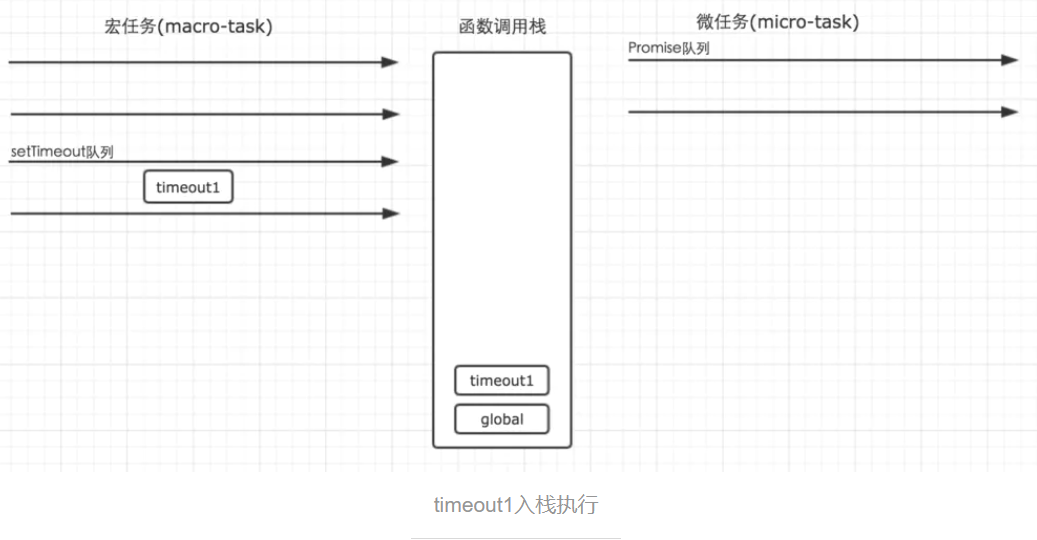 宏任务(macro-task)
函数调用栈
微任务(micro-task)
Promise队列
setTimeout队列
timeout1
timeout1
global
timeout1入栈执行